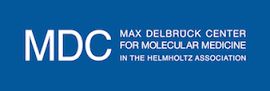 MDC
MAX DELBRÜCK CENTER
FOR MOLECULAR MEDICINE
IN THE HELMHOLTZ ASSOCIATION